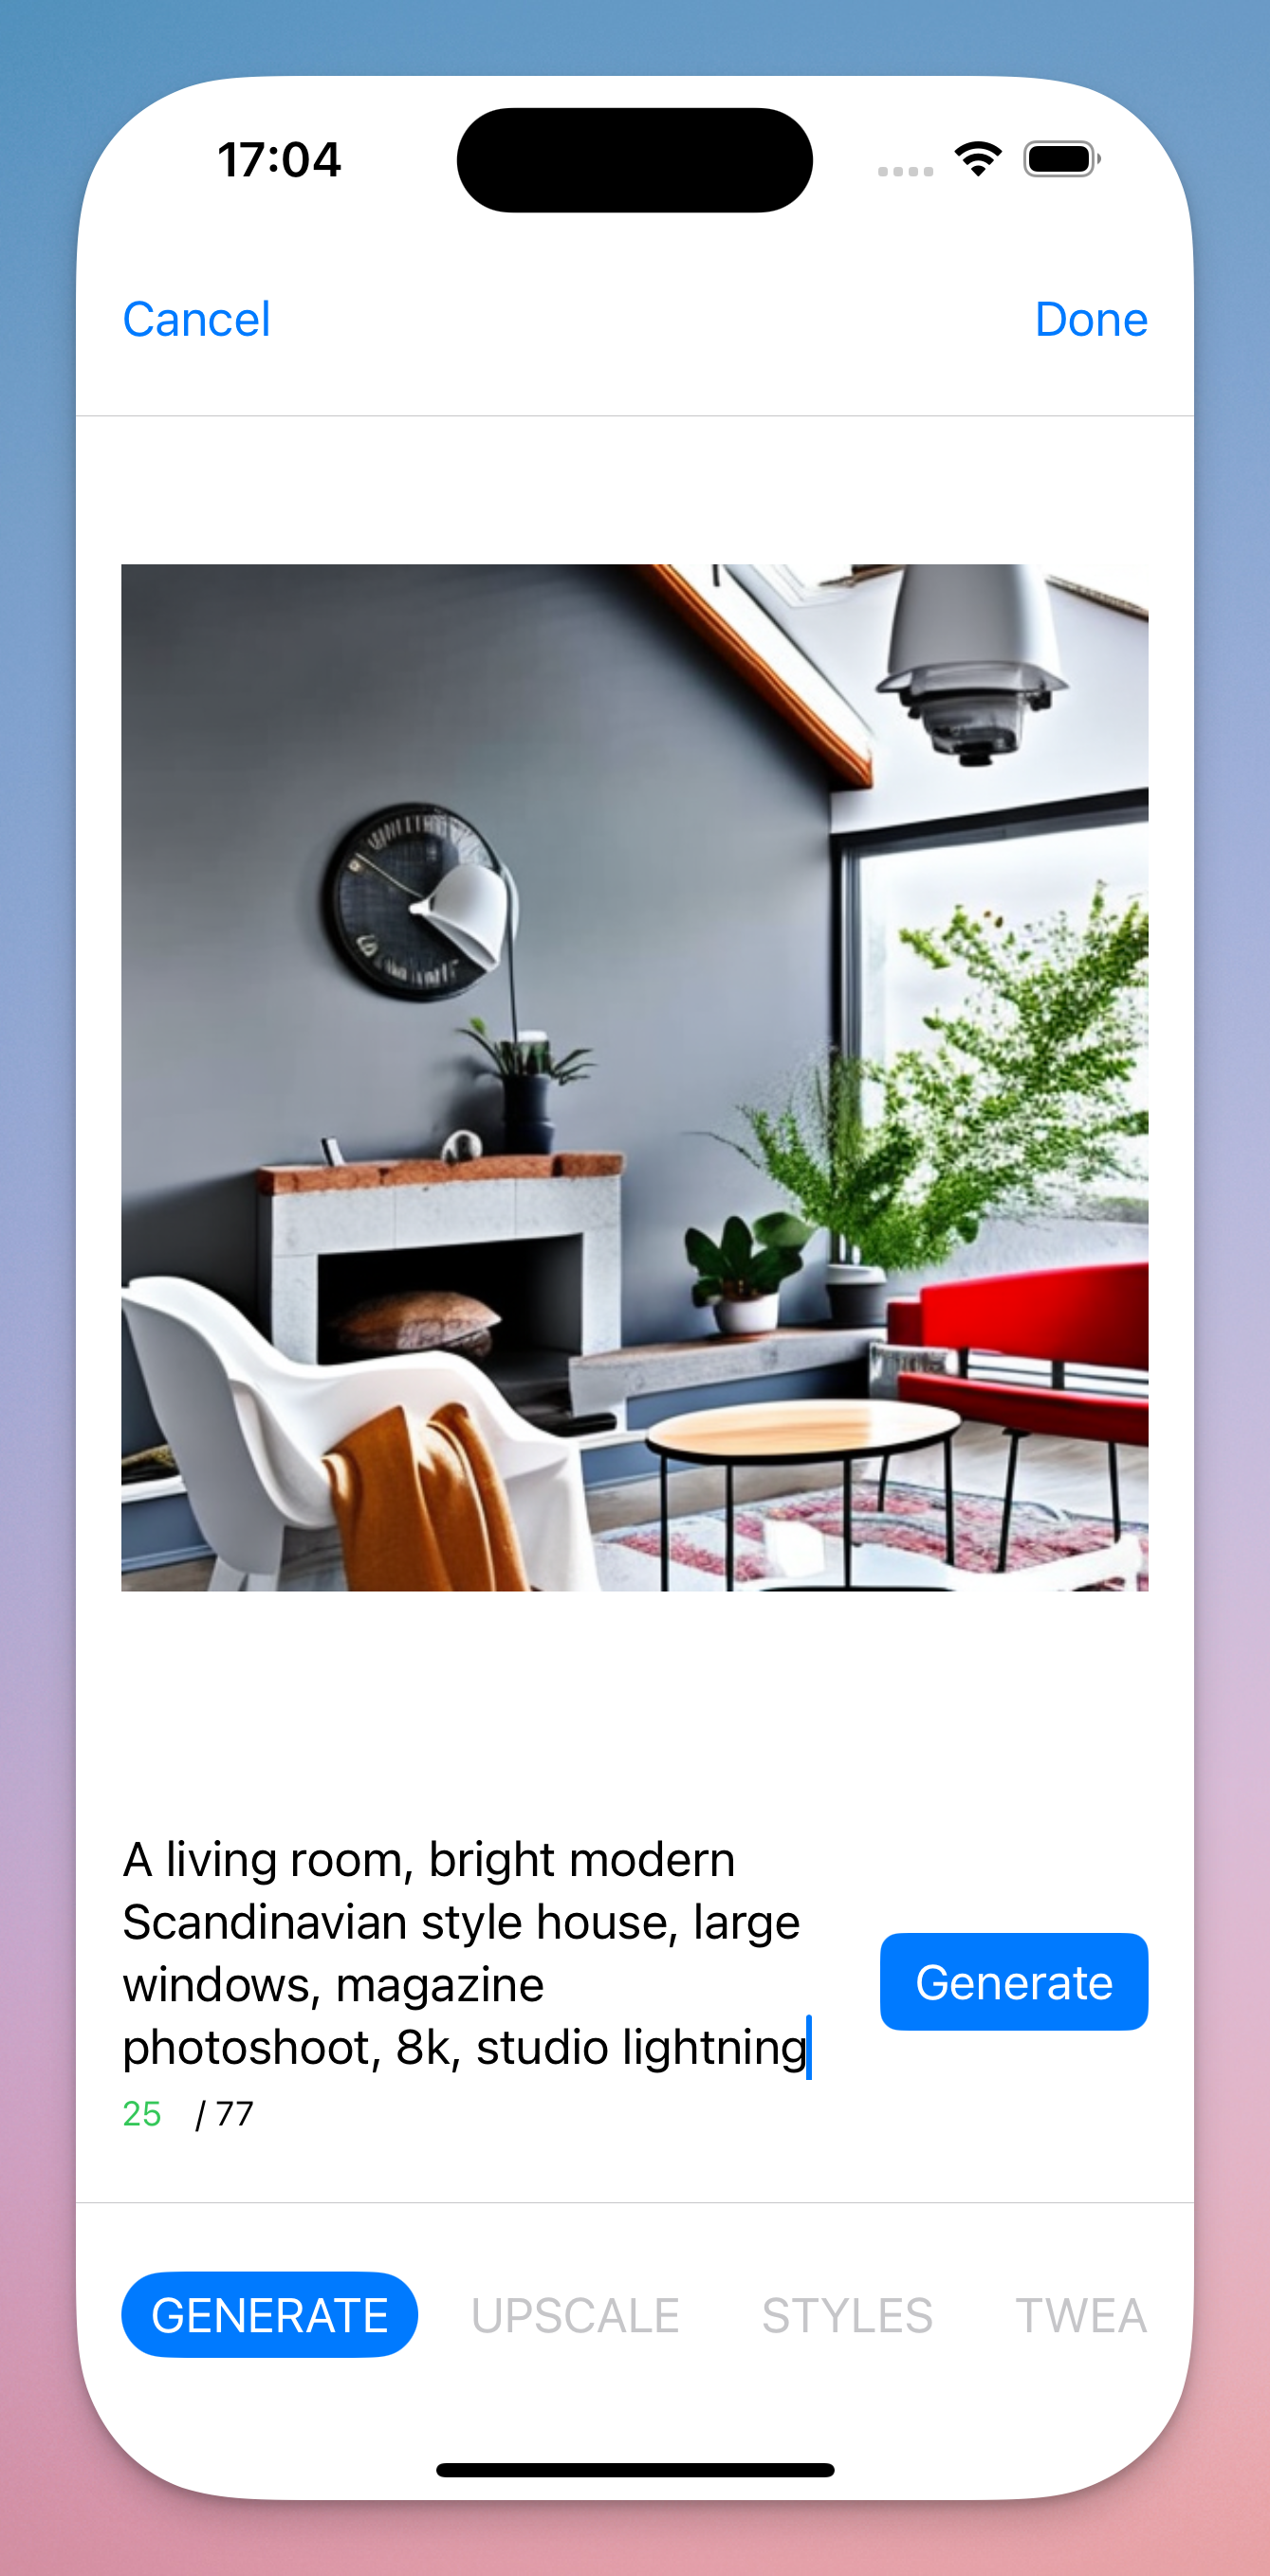 17:04
Cancel
Done
A living room, bright modern
Scandinavian style house, large
windows, magazine
photoshoot, 8k, studio lightning
Generate
25 / 77
GENERATE
UPSCALE
STYLES
TWEA